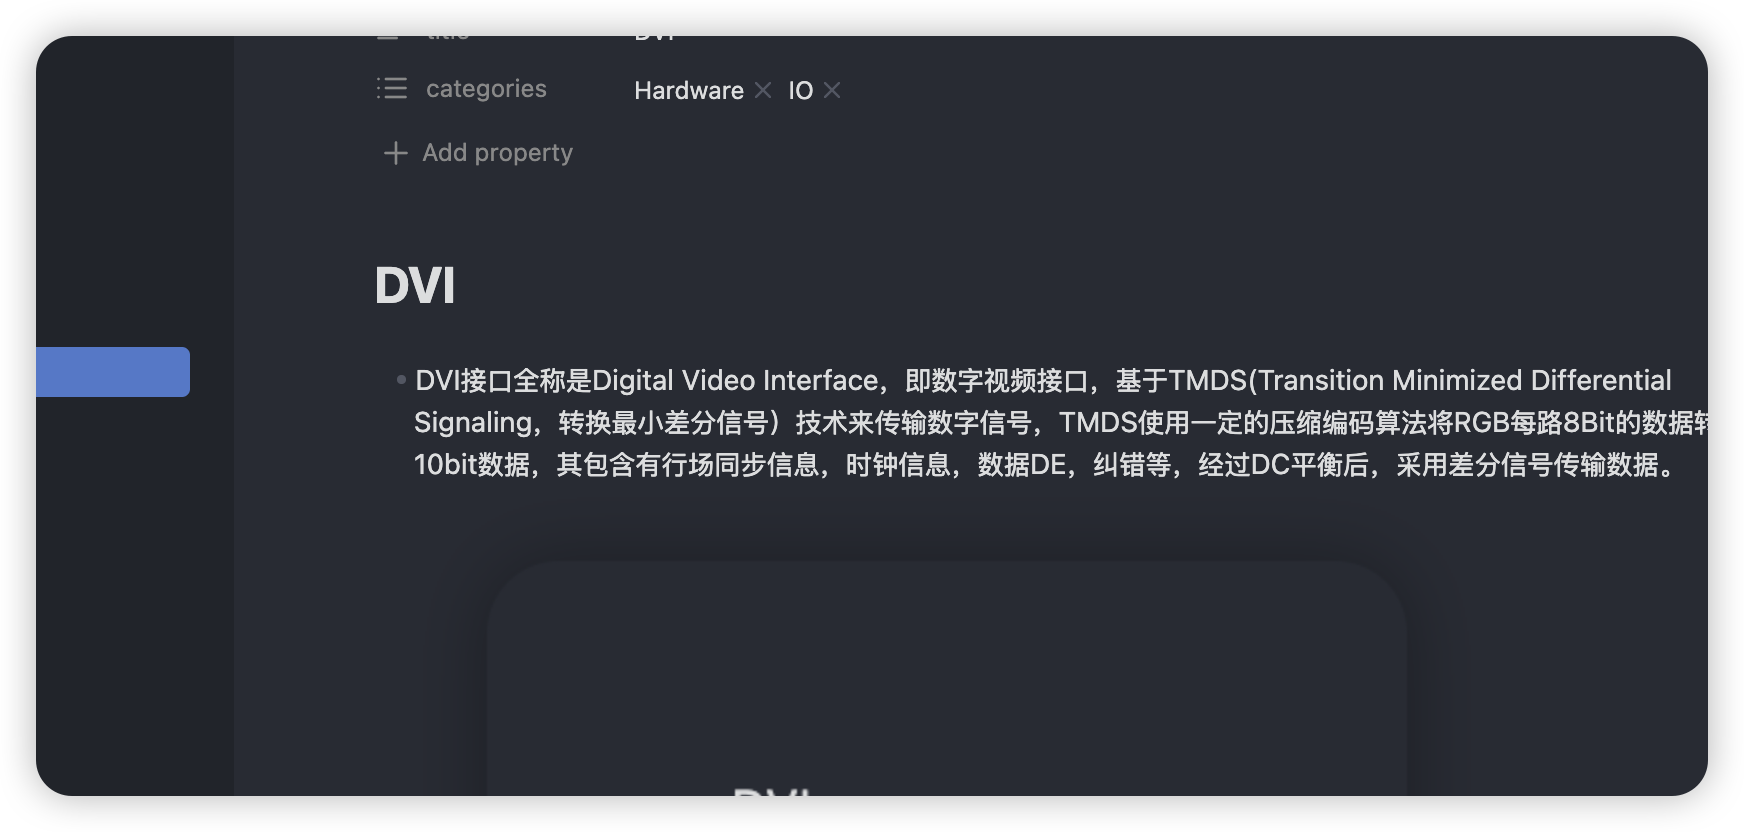 title DVI
categories Hardware IO
Add property
DVI
DVI接口全称是Digital Video Interface，即数字视频接口，基于TMDS(Transition Minimized Differential
Signaling，转换最小差分信号）技术来传输数字信号，TMDS使用一定的压缩编码算法将RGB每路8Bit的数据转
10bit数据，其包含有行场同步信息，时钟信息，数据DE，纠错等，经过DC平衡后，采用差分信号传输数据。
DVI